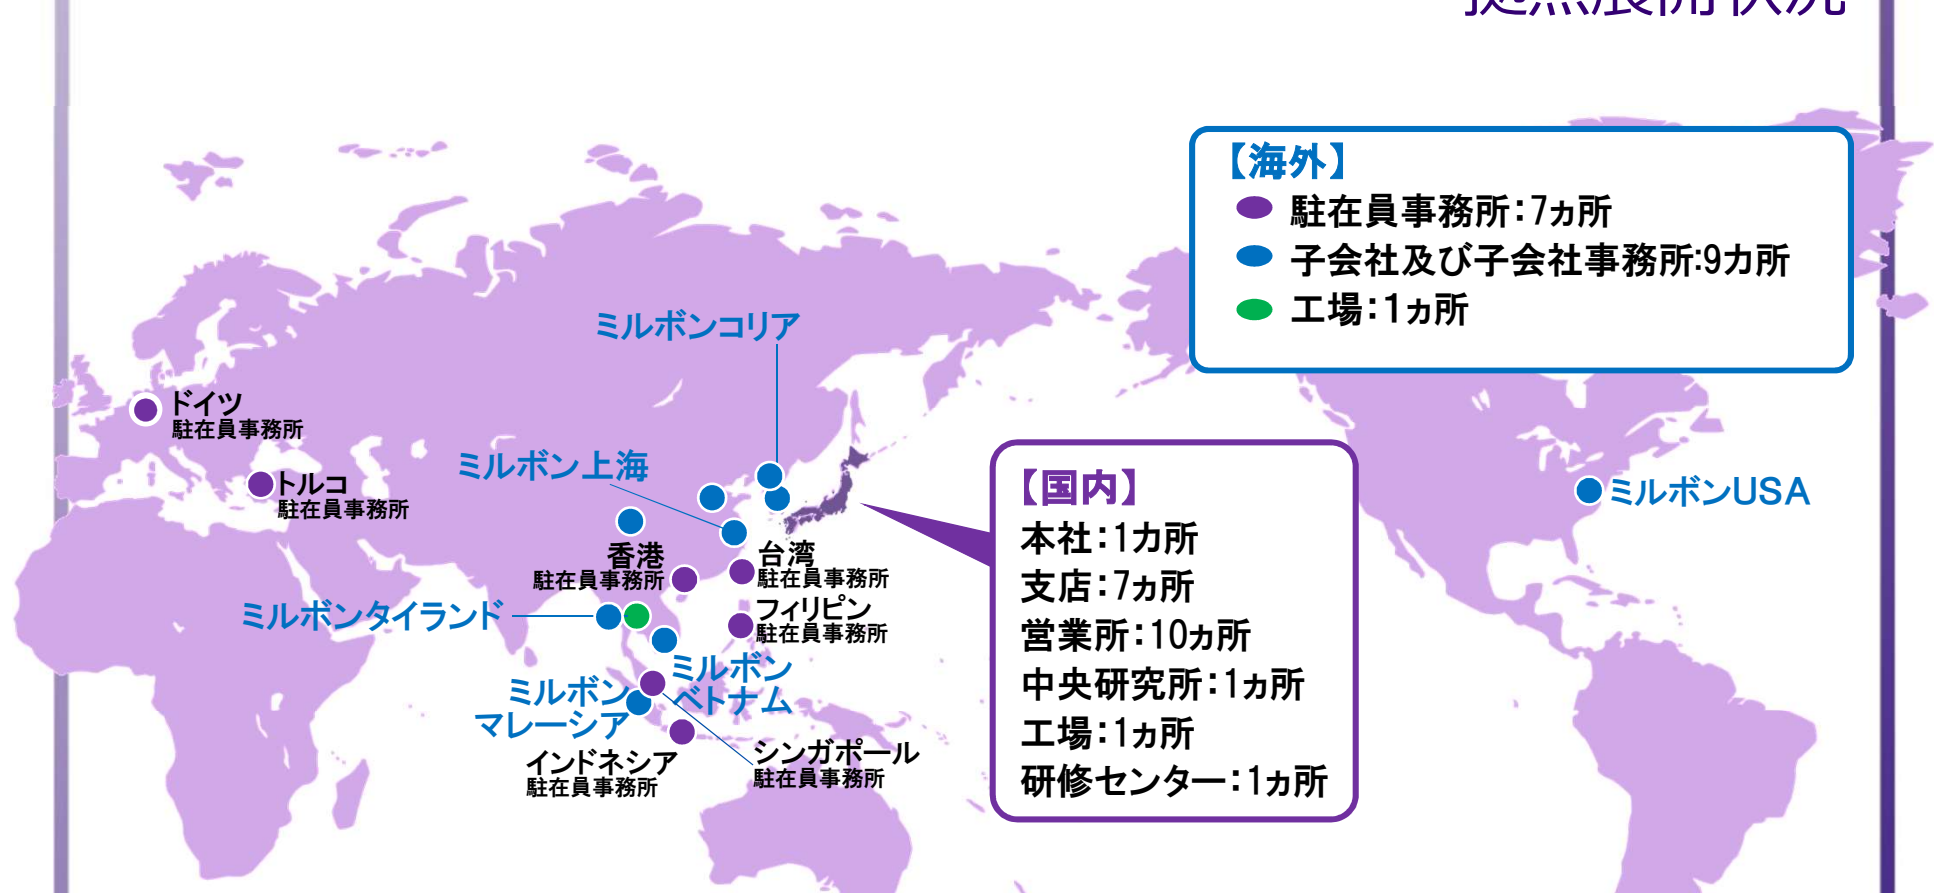 拠点展開状況
【海外】
駐在員事務所：7ヵ所
子会社及び子会社事務所:9カ所
工場：1ヵ所
ミルボンコリア
ドイツ
駐在員事務所
ミルボン上海
トルコ
駐在員事務所
【国内】
本社：1カ所
支店：7ヵ所
営業所：10ヵ所
中央研究所：1ヵ所
工場：1ヵ所
研修センター：1ヵ所
ミルボンUSA
香港
駐在員事務所
台湾
駐在員事務所
ミルボンタイランド
フィリピン
駐在員事務所
ミルボン
ベトナム
ミルボン
マレーシア
インドネシア
駐在員事務所
シンガポール
駐在員事務所